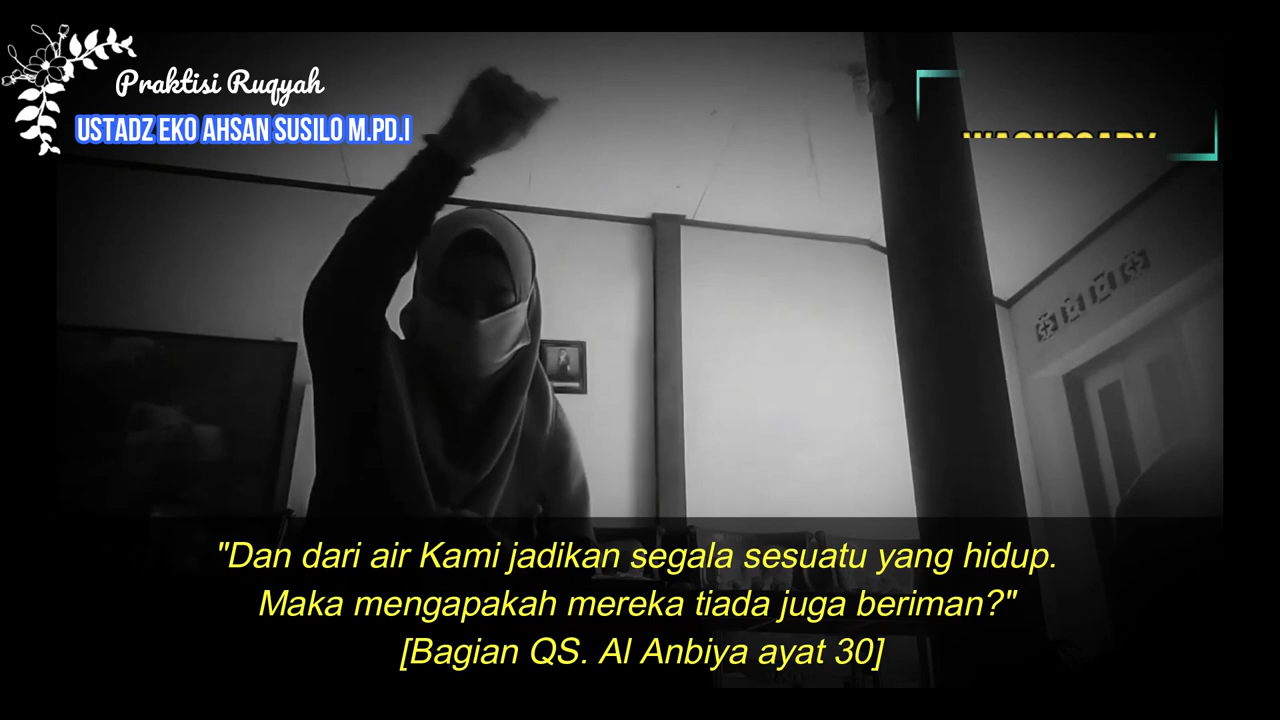 Praktisi Ruqyah
USTADZ EKO AHSAN SUSILO M.PD.I
"Dan dari air Kami jadikan segala sesuatu yang hidup.
Maka mengapakah mereka tiada juga beriman?"
[Bagian QS. Al Anbiya ayat 30]